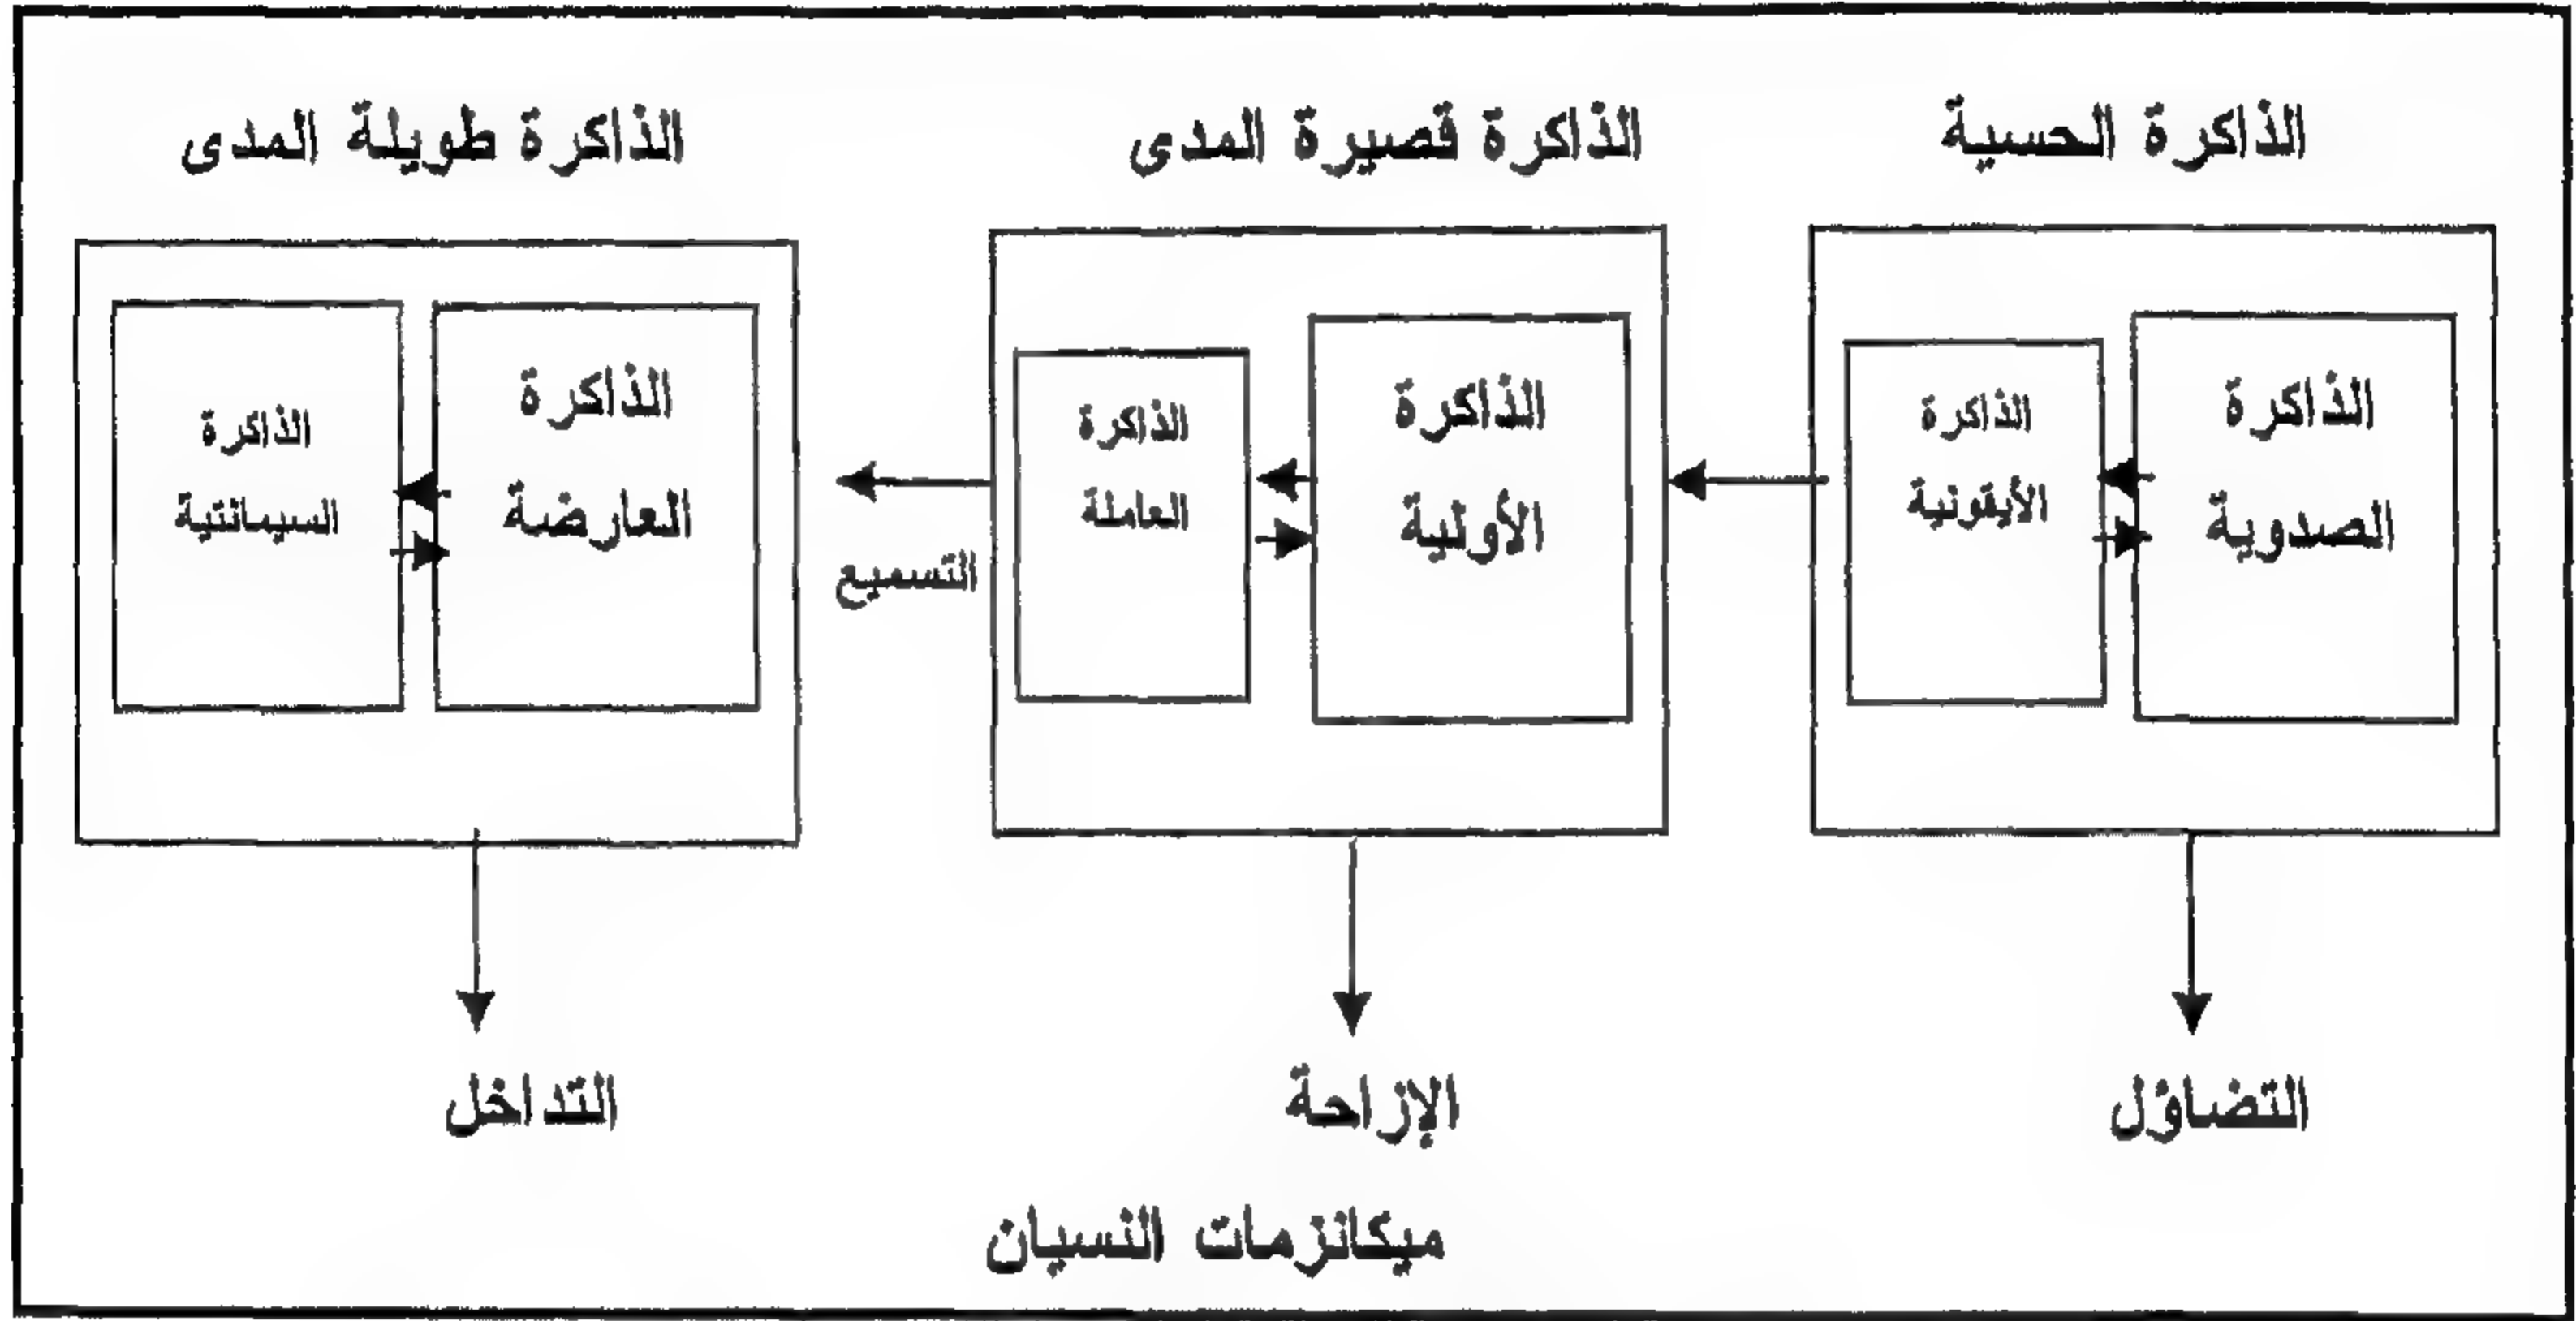 الذاكرة الحسية
الذاكرة قصيرة المدى
الذاكرة طويلة المدى
الذاكرة
الصدوية
الذاكرة
الأيقونية
الذاكرة
الأولية
الذاكرة
العاملة
التسميع
الذاكرة
العارضة
الذاكرة
السيمانتية
التضاؤل
الإزاحة
التداخل
ميكانزمات النسيان